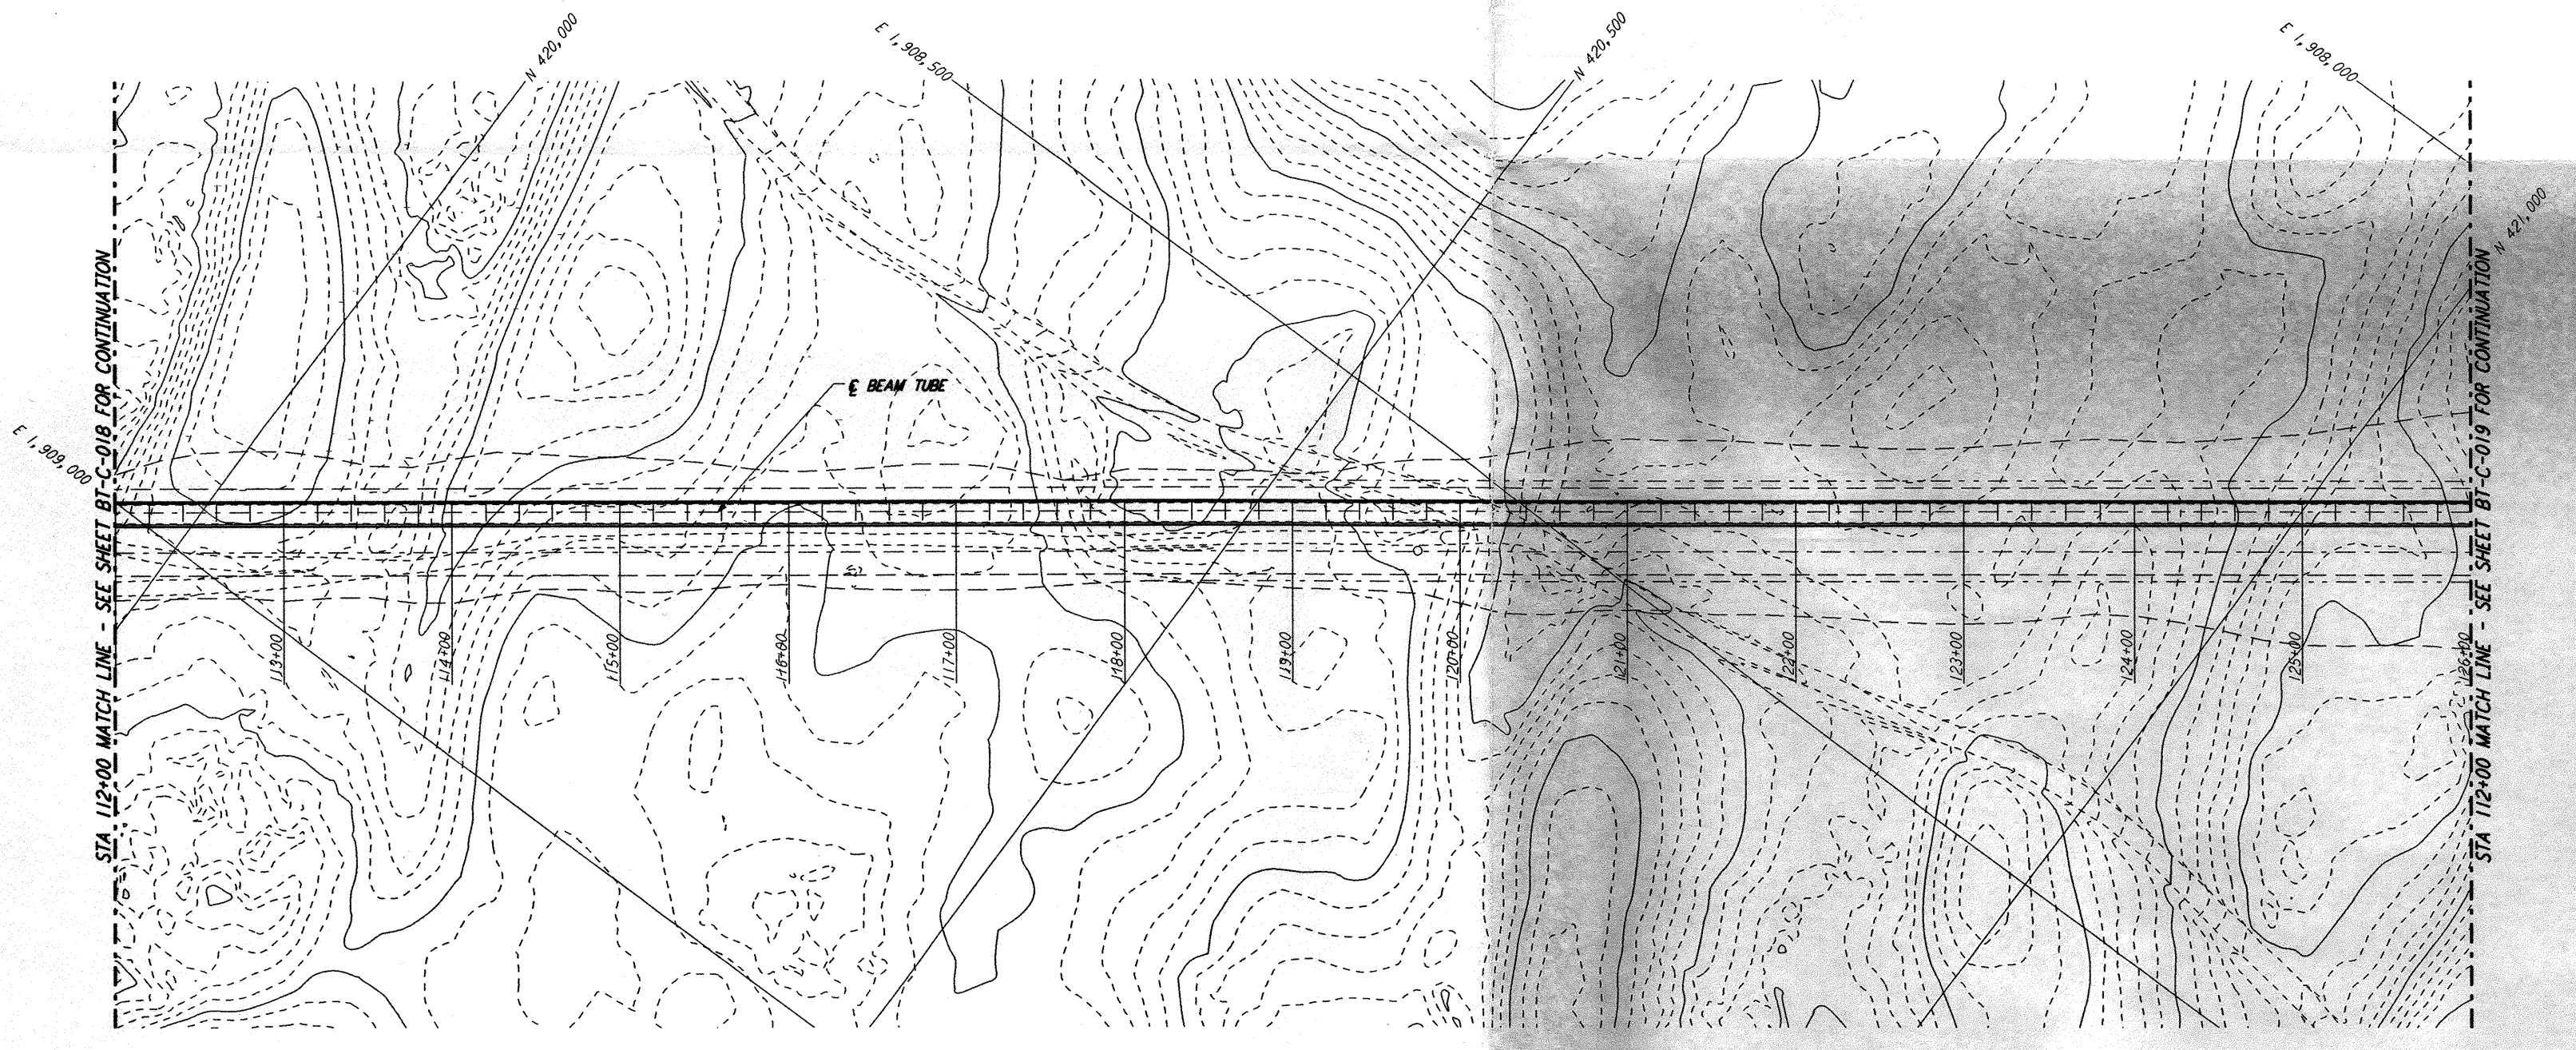 N 420,000
E 1,908,500
N 420,500
E 1,908,000
N 421,000
E 1,909,000
STA 112+00 MATCH LINE - SEE SHEET BT-C-018 FOR CONTINUATION
℄ BEAM TUBE
113+00
114+00
115+00
116+00
117+00
118+00
119+00
120+00
121+00
122+00
123+00
124+00
125+00
126+00
STA 112+00 MATCH LINE - SEE SHEET BT-C-019 FOR CONTINUATION